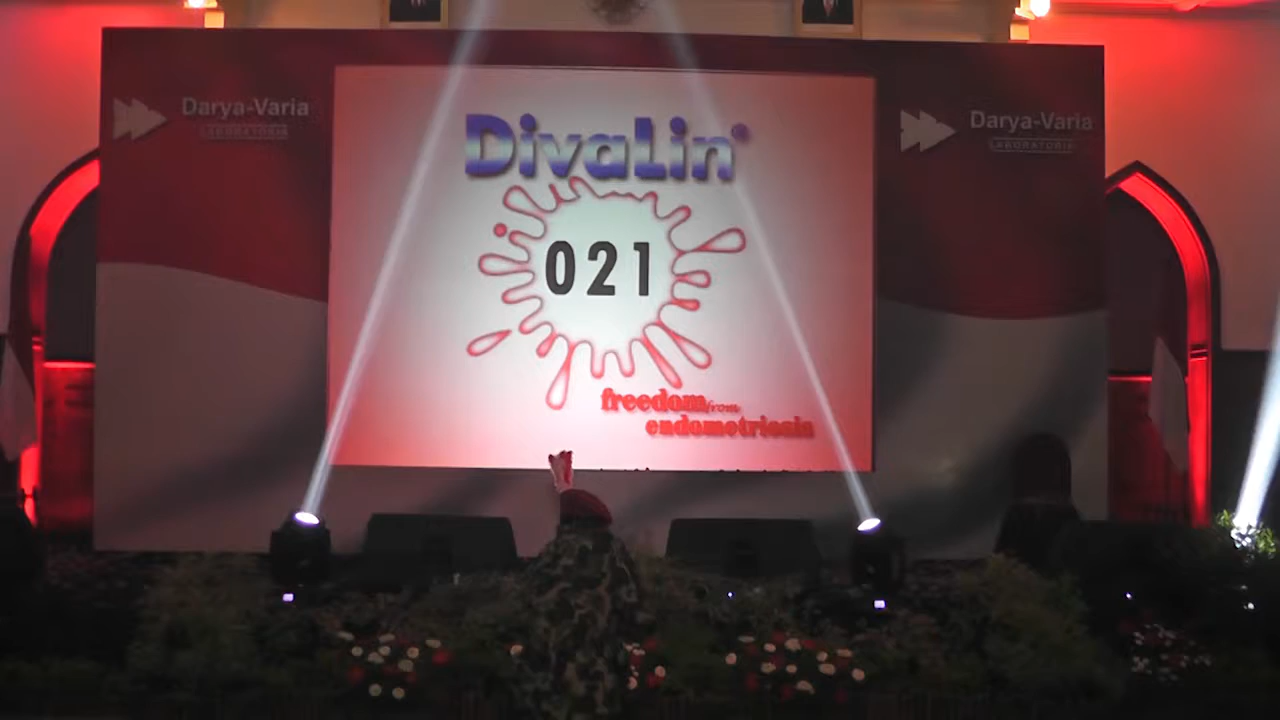 Darya-Varia
LABORATORIA
DivaLin®
021
freedom from
endometriosis
Darya-Varia
LABORATORIA